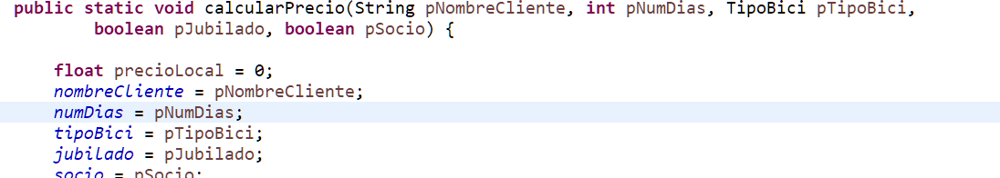 public static void calcularPrecio(String pNombreCliente, int pNumDias, TipoBici pTipoBici,
boolean pJubilado, boolean pSocio) {
float precioLocal = 0;
nombreCliente = pNombreCliente;
numDias = pNumDias;
tipoBici = pTipoBici;
jubilado = pJubilado;
socio = pSocio;